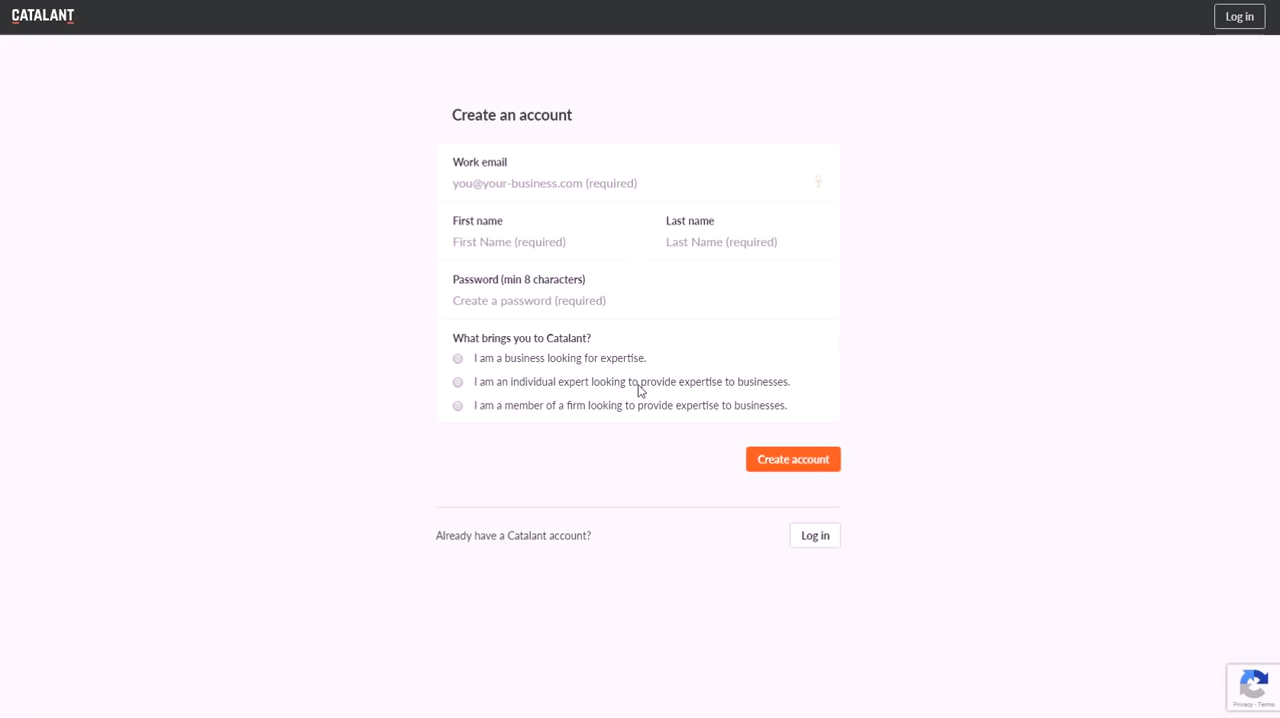 CATALANT
Log in
Create an account
Work email
you@your-business.com (required)
First name
Last name
First Name (required)
Last Name (required)
Password (min 8 characters)
Create a password (required)
What brings you to Catalant?
I am a business looking for expertise.
I am an individual expert looking to provide expertise to businesses.
I am a member of a firm looking to provide expertise to businesses.
Create account
Already have a Catalant account?
Log in
Privacy - Terms